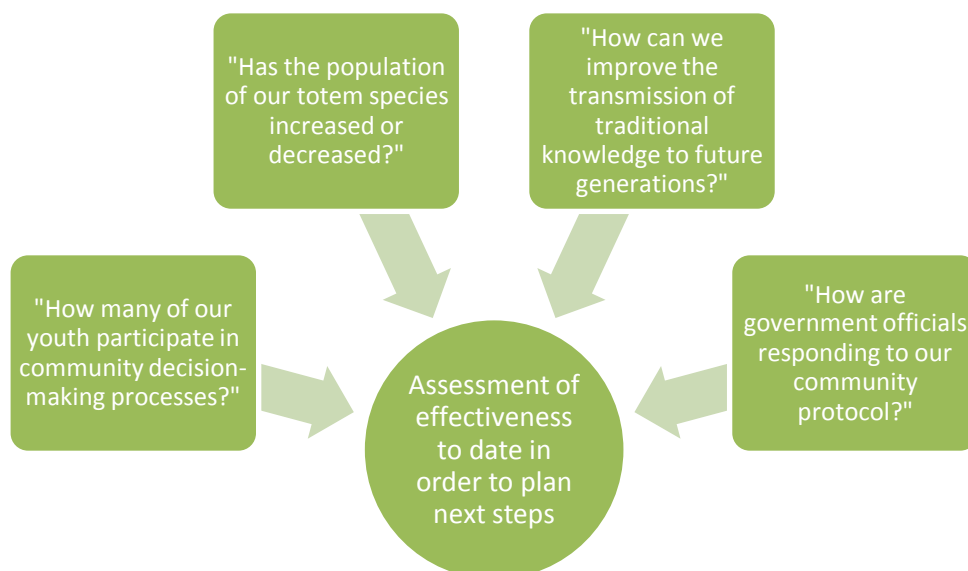 "How many of our
youth participate in
community decision-
making processes?"
"Has the population
of our totem species
increased or
decreased?"
"How can we
improve the
transmission of
traditional
knowledge to future
generations?"
"How are
government officials
responding to our
community
protocol?"
Assessment of
effectiveness
to date in
order to plan
next steps